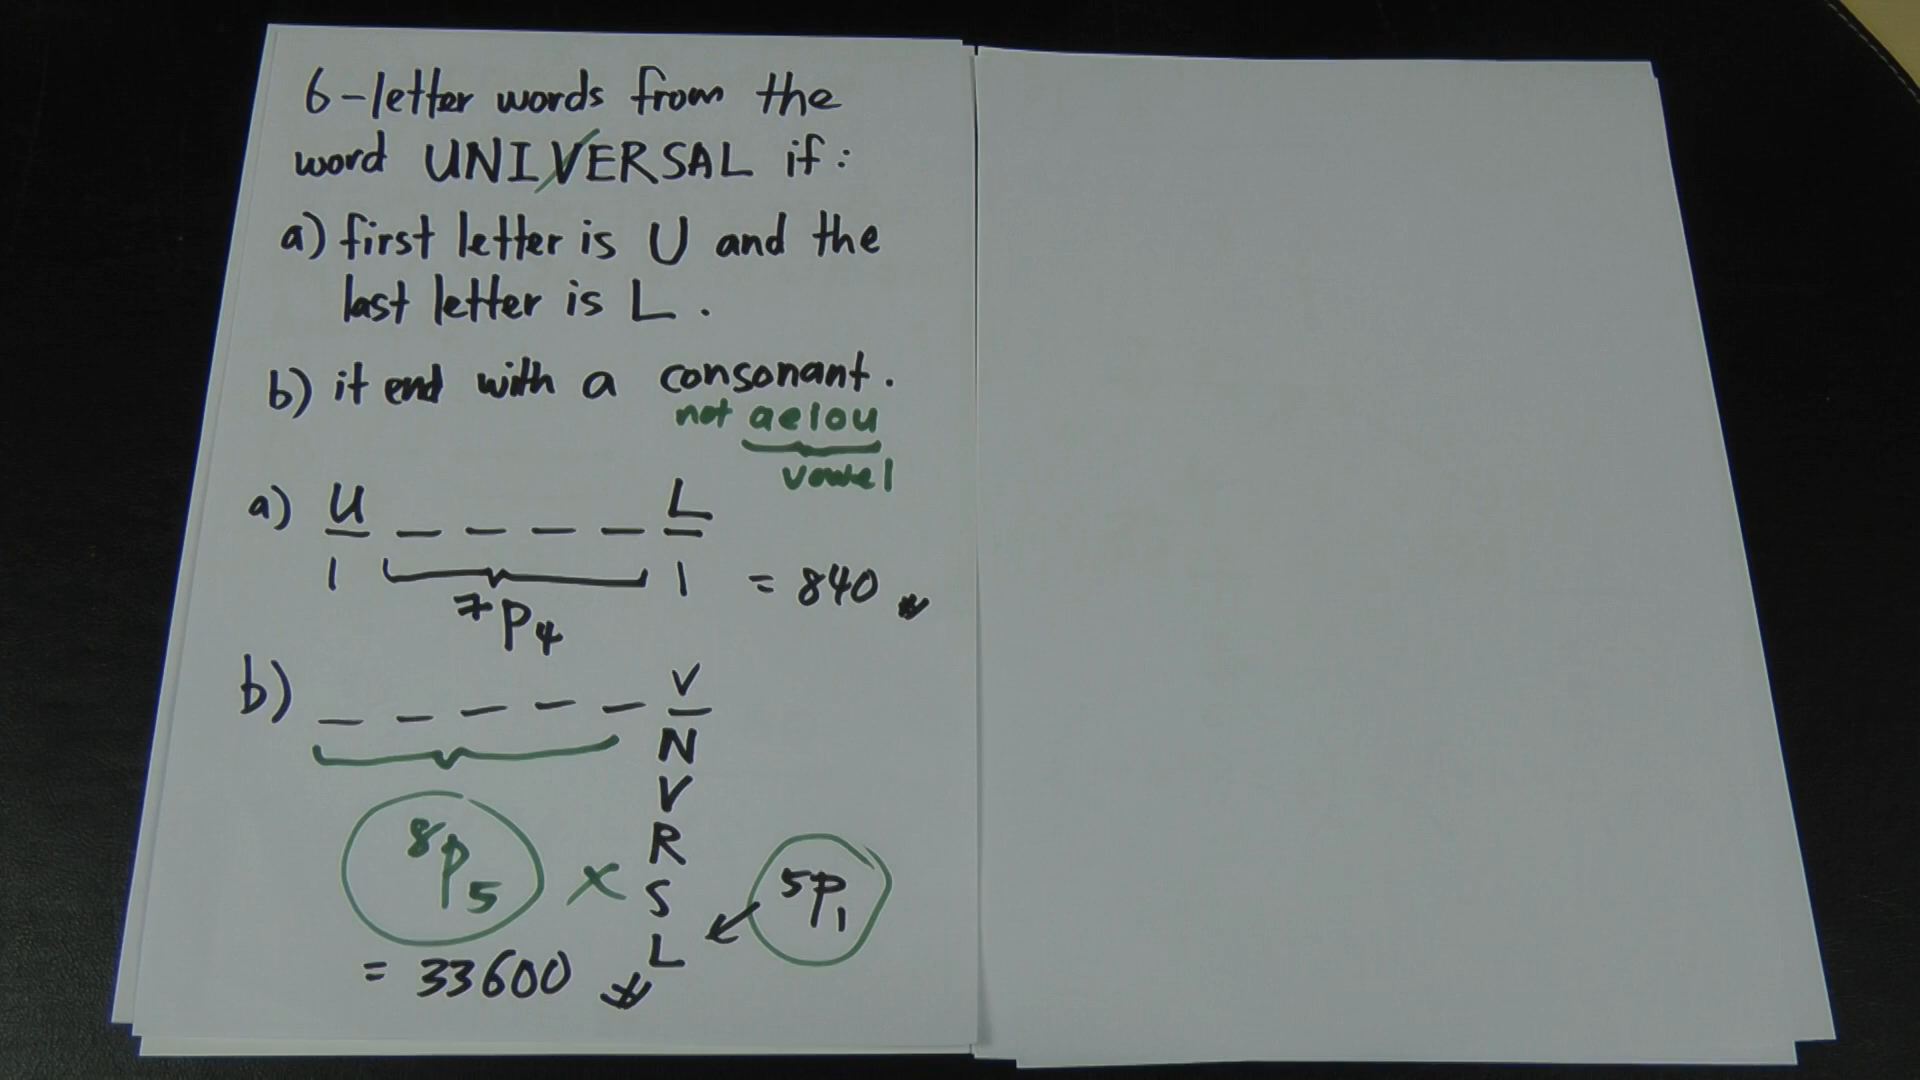 6-letter words from the
word UNIVERSAL if:
a) first letter is U and the
last letter is L.
b) it end with a consonant.
not aeiou
vowel
a) U _ _ _ _ L
1 1 = 840
7P4
b) _ _ _ _ _ V
N
V
R
8P5 × S 5P1
L
= 33600